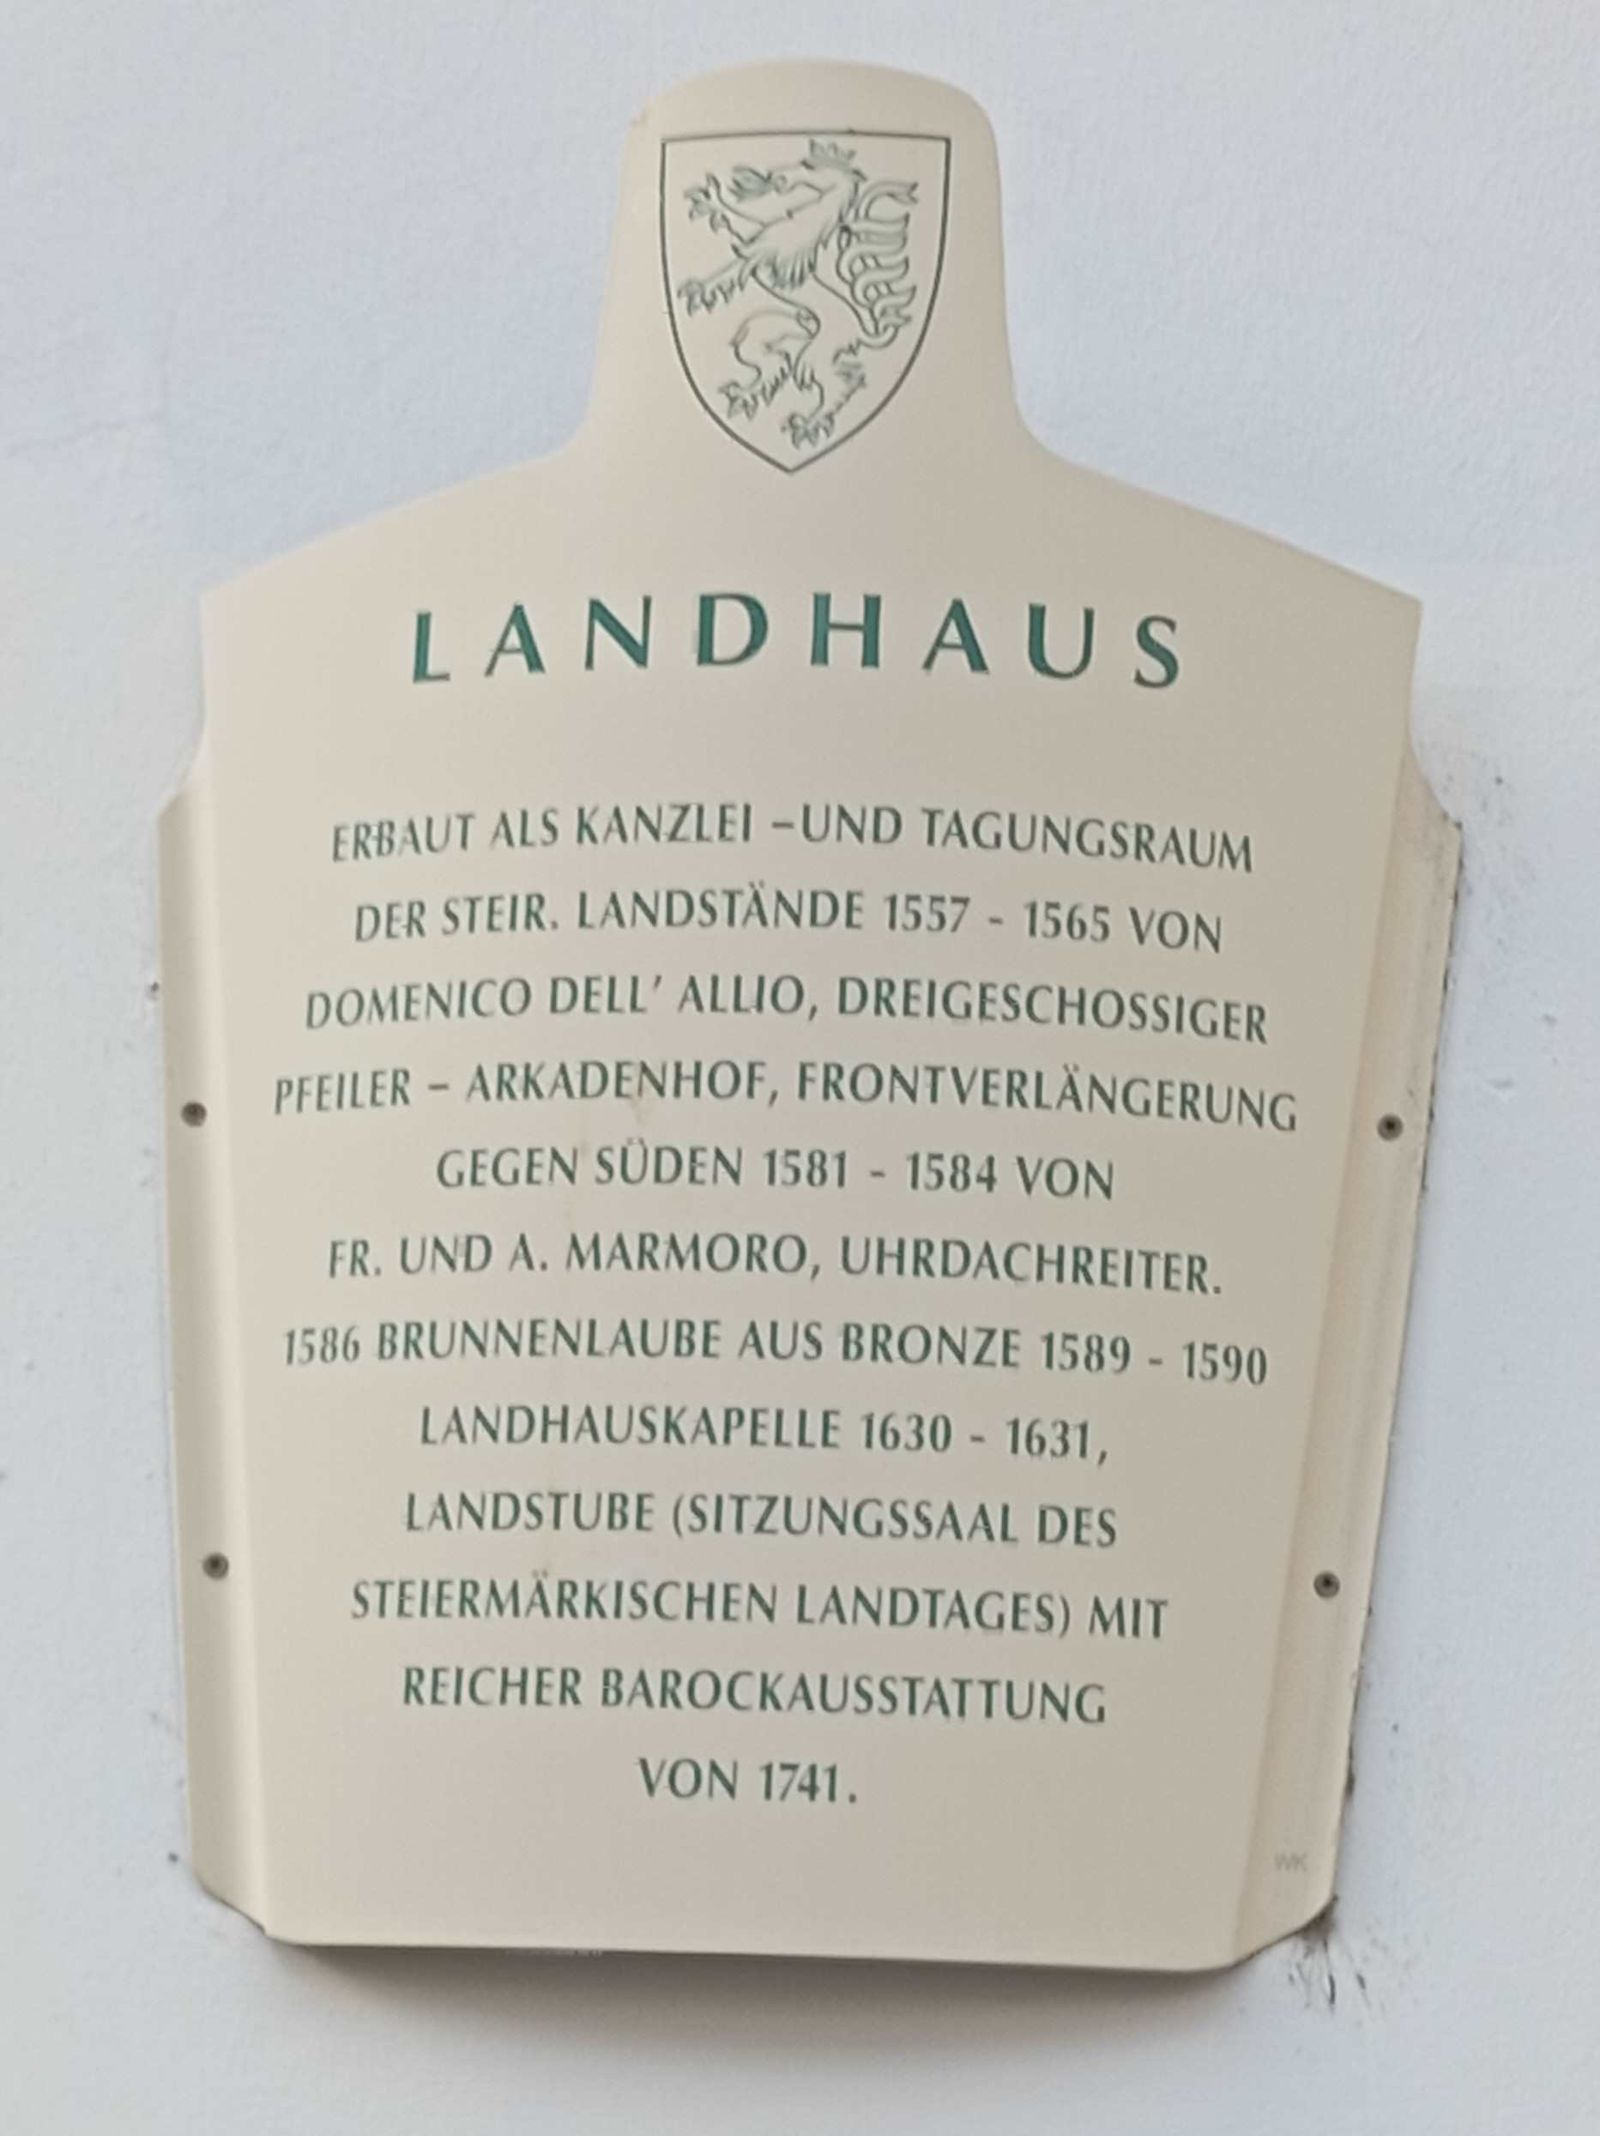 LANDHAUS
ERBAUT ALS KANZLEI –UND TAGUNGSRAUM
DER STEIR. LANDSTÄNDE 1557 - 1565 VON
DOMENICO DELL' ALLIO, DREIGESCHOSSIGER
PFEILER – ARKADENHOF, FRONTVERLÄNGERUNG
GEGEN SÜDEN 1581 - 1584 VON
FR. UND A. MARMORO, UHRDACHREITER.
1586 BRUNNENLAUBE AUS BRONZE 1589 - 1590
LANDHAUSKAPELLE 1630 - 1631,
LANDSTUBE (SITZUNGSSAAL DES
STEIERMÄRKISCHEN LANDTAGES) MIT
REICHER BAROCKAUSSTATTUNG
VON 1741.
WK